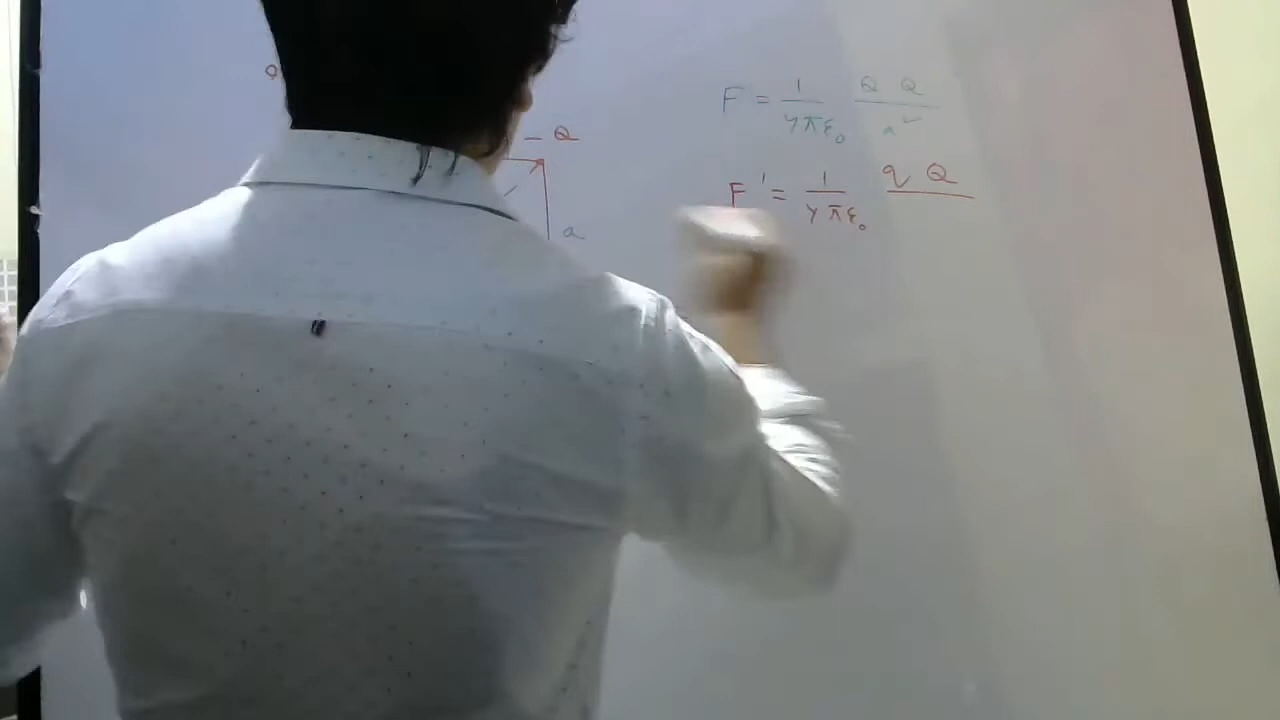 Q
- Q
a
F = 1/4πε₀ Q Q/a²
F' = 1/4πε₀ q Q